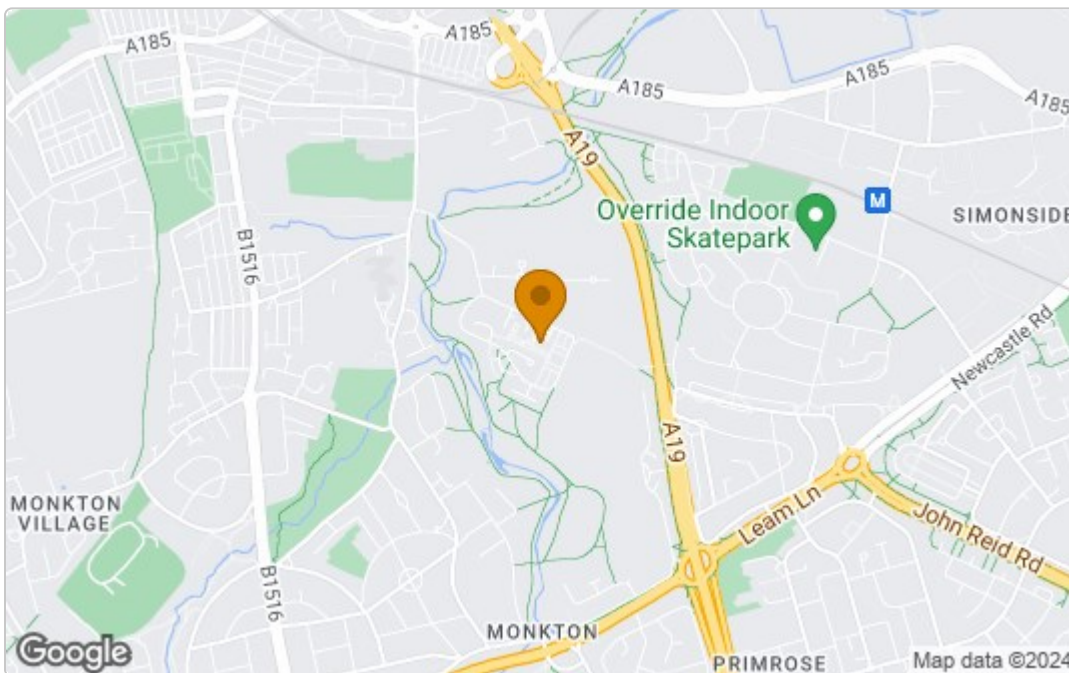 A185
A185
A185
A185
A185
A19
Override Indoor
Skatepark
M
SIMONSIDE
B1516
Newcastle Rd
A19
MONKTON
VILLAGE
Leam Ln
John Reid Rd
B1516
MONKTON
PRIMROSE
Google
Map data ©2024